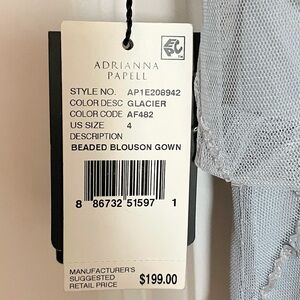 ADRIANNA
PAPELL
STYLE NO. AP1E208942
COLOR DESC GLACIER
COLOR CODE AF482
US SIZE 4
DESCRIPTION
BEADED BLOUSON GOWN
8 86732 51597 1
MANUFACTURER'S
SUGGESTED
RETAIL PRICE $199.00